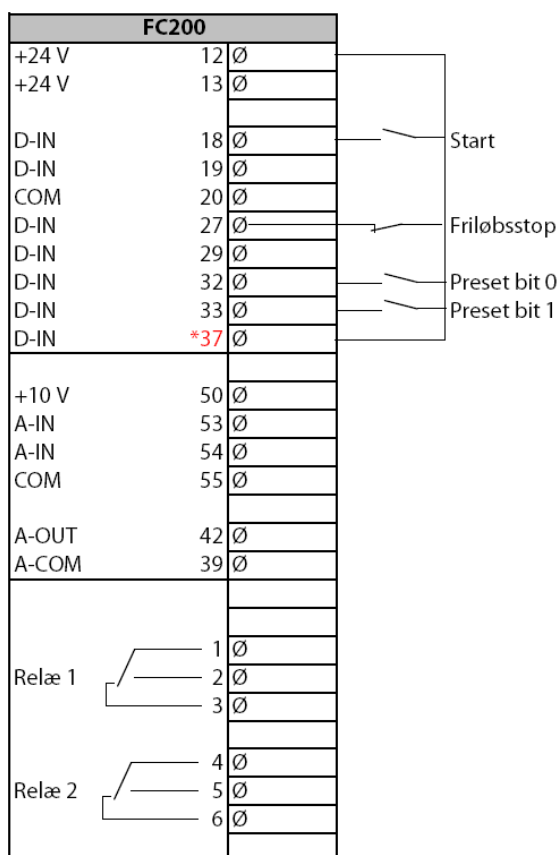 FC200
+24 V 12 Ø
+24 V 13 Ø
D-IN 18 Ø Start
D-IN 19 Ø
COM 20 Ø
D-IN 27 Ø Friløbsstop
D-IN 29 Ø
D-IN 32 Ø Preset bit 0
D-IN 33 Ø Preset bit 1
D-IN *37 Ø
+10 V 50 Ø
A-IN 53 Ø
A-IN 54 Ø
COM 55 Ø
A-OUT 42 Ø
A-COM 39 Ø
1 Ø
Relæ 1 2 Ø
3 Ø
4 Ø
Relæ 2 5 Ø
6 Ø